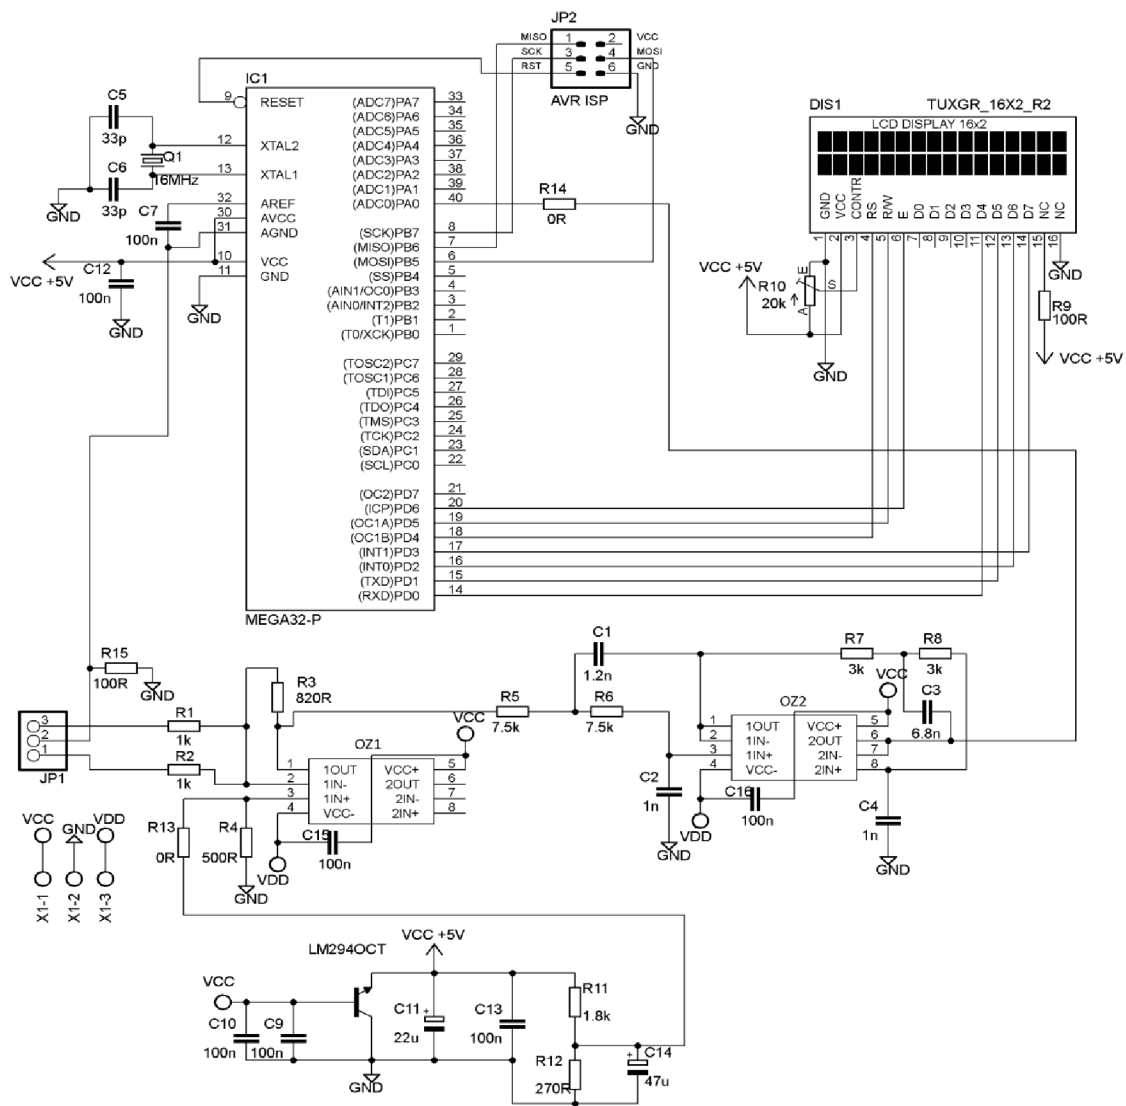 JP2
MISO 1 2 VCC
SCK 3 4 MOSI
RST 5 6 GND
AVR ISP
GND
IC1
9 RESET
12 XTAL2
13 XTAL1
32 AREF
30 AVCC
31 AGND
10 VCC
11 GND
(ADC7)PA7 33
(ADC6)PA6 34
(ADC5)PA5 35
(ADC4)PA4 36
(ADC3)PA3 37
(ADC2)PA2 38
(ADC1)PA1 39
(ADC0)PA0 40
(SCK)PB7 8
(MISO)PB6 7
(MOSI)PB5 6
(SS)PB4 5
(AIN1/OC0)PB3 4
(AIN0/INT2)PB2 3
(T1)PB1 2
(T0/XCK)PB0 1
(TOSC2)PC7 29
(TOSC1)PC6 28
(TDI)PC5 27
(TDO)PC4 26
(TMS)PC3 25
(TCK)PC2 24
(SDA)PC1 23
(SCL)PC0 22
(OC2)PD7 21
(ICP)PD6 20
(OC1A)PD5 19
(OC1B)PD4 18
(INT1)PD3 17
(INT0)PD2 16
(TXD)PD1 15
(RXD)PD0 14
MEGA32-P
C5
33p
C6
33p
Q1
16MHz
GND
C7
100n
VCC +5V
C12
100n
GND
GND
R14
0R
DIS1 TUXGR_16X2_R2
LCD DISPLAY 16x2
GND VCC CONTR RS R/W E D0 D1 D2 D3 D4 D5 D6 D7 NC NC
1 2 3 4 5 6 7 8 9 10 11 12 13 14 15 16
VCC +5V
R10
20k
E
S
A
GND
GND
R9
100R
VCC +5V
R15
100R
GND
3
2
1
JP1
R1
1k
R2
1k
R3
820R
OZ1
1 1OUT VCC+ 5
2 1IN- 2OUT 6
3 1IN+ 2IN- 7
4 VCC- 2IN+ 8
VCC
C15
100n
VDD
R13
0R
R4
500R
GND
R5
7.5k
R6
7.5k
C1
1.2n
C2
1n
GND
R7
3k
R8
3k
VCC
C3
6.8n
OZ2
1 1OUT VCC+ 5
2 1IN- 2OUT 6
3 1IN+ 2IN- 7
4 VCC- 2IN+ 8
C16
100n
VDD
C4
1n
GND
VCC GND VDD
X1-1 X1-2 X1-3
LM294OCT
VCC +5V
VCC
C10
100n
C9
100n
C11
+
22u
C13
100n
R11
1.8k
R12
270R
C14
+
47u
GND